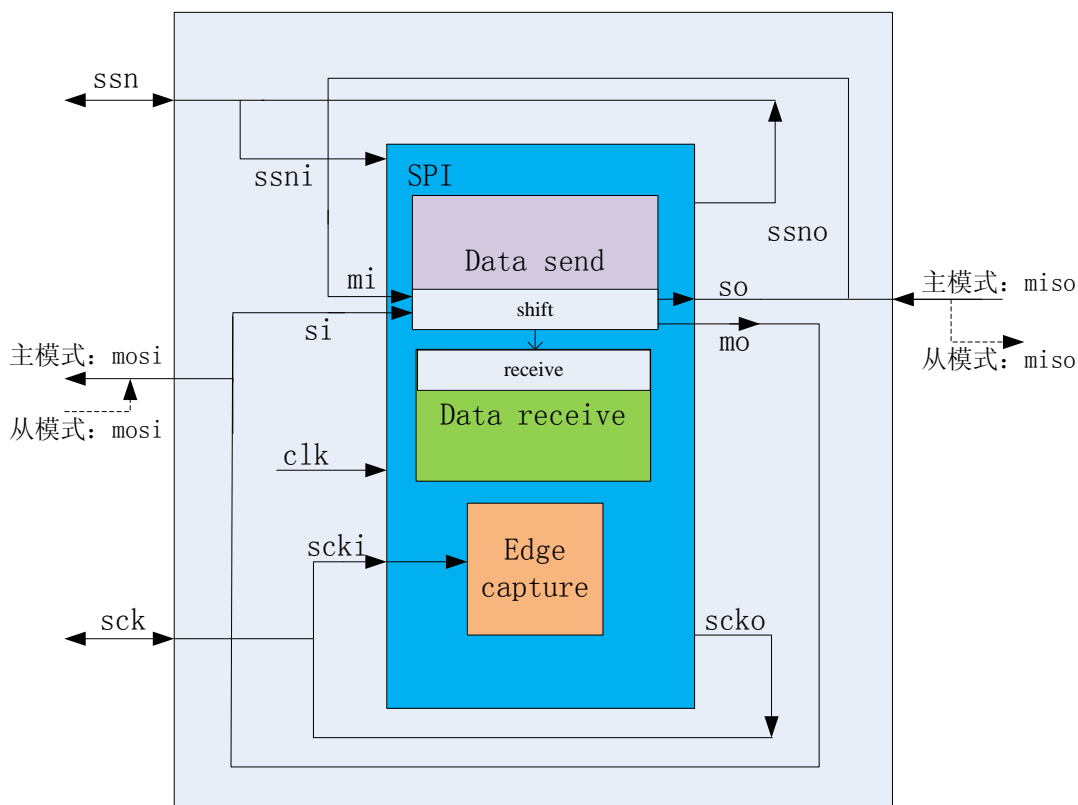 ssn
ssni
SPI
ssno
Data send
mi
so
主模式: miso
shift
si
mo
主模式: mosi
从模式: miso
receive
从模式: mosi
Data receive
clk
scki
Edge
capture
sck
scko